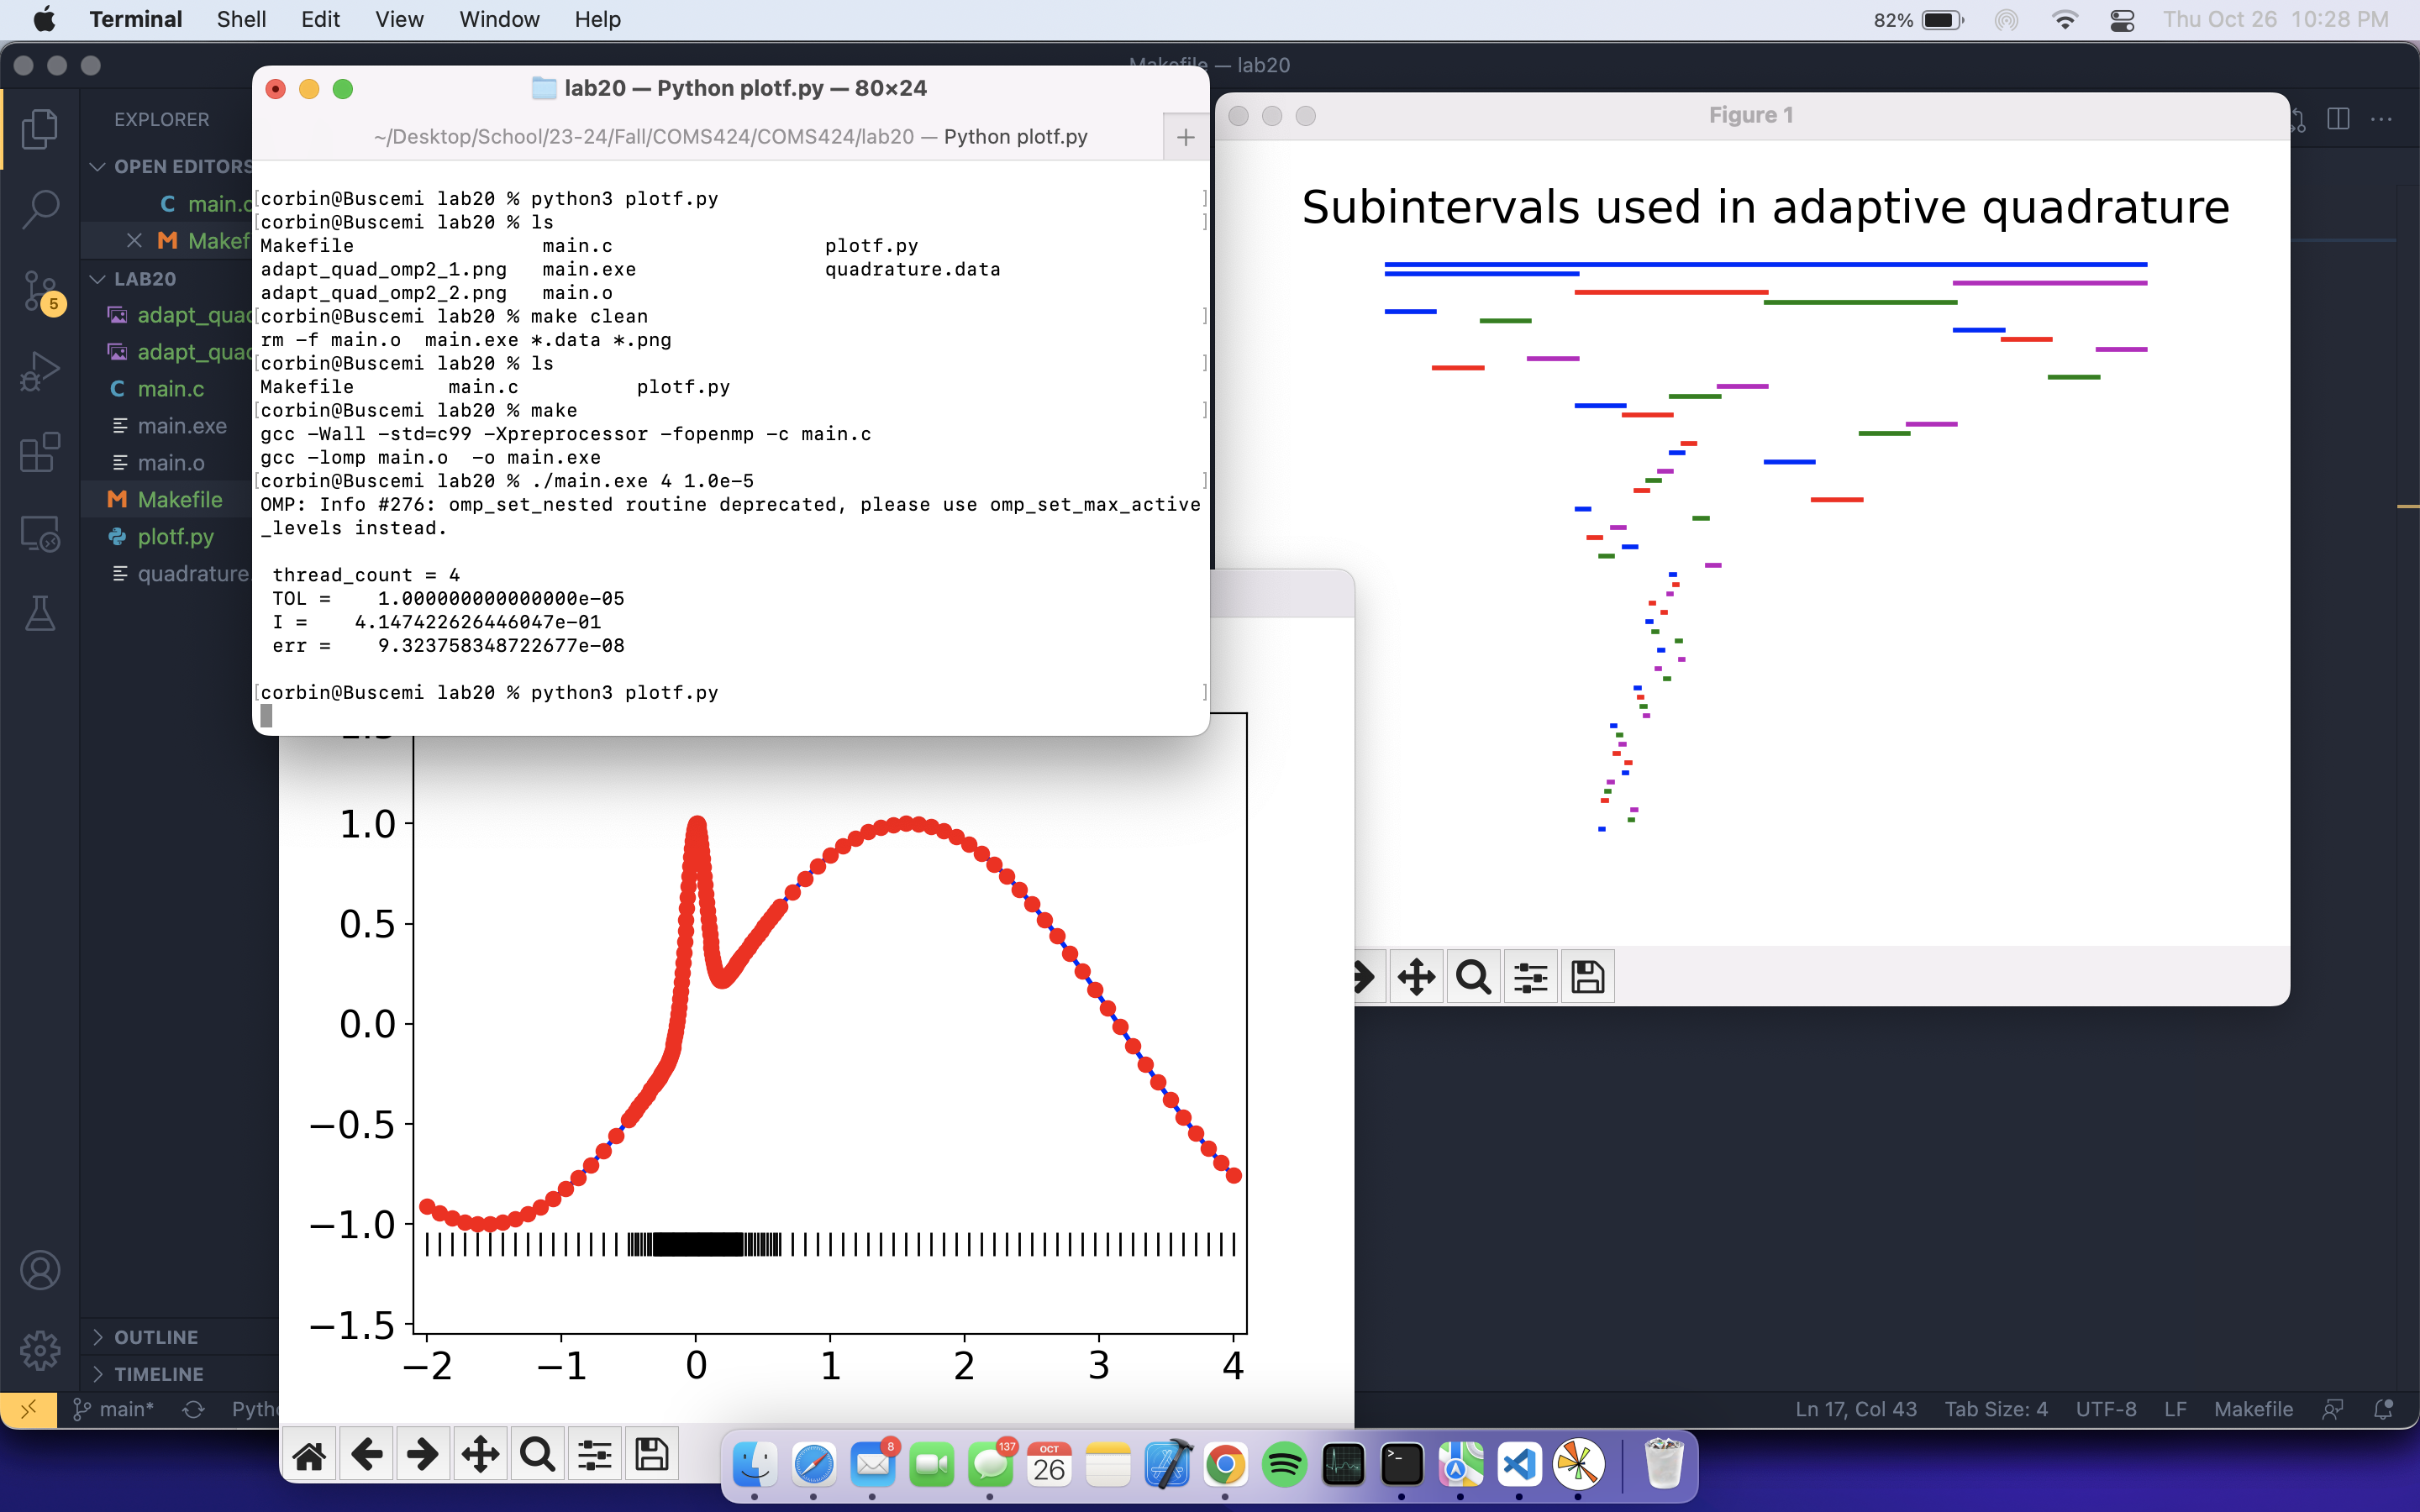 Terminal Shell Edit View Window Help 82% Thu Oct 26 10:28 PM
Makefile — lab20
EXPLORER
OPEN EDITORS
main.c
Makef
LAB20
adapt_quad
adapt_quad
main.c
main.exe
main.o
Makefile
plotf.py
quadrature.
5
OUTLINE
TIMELINE
lab20 — Python plotf.py — 80×24
~/Desktop/School/23-24/Fall/COMS424/COMS424/lab20 — Python plotf.py +
[corbin@Buscemi lab20 % python3 plotf.py ]
[corbin@Buscemi lab20 % ls ]
Makefile main.c plotf.py
adapt_quad_omp2_1.png main.exe quadrature.data
adapt_quad_omp2_2.png main.o
[corbin@Buscemi lab20 % make clean ]
rm -f main.o main.exe *.data *.png
[corbin@Buscemi lab20 % ls ]
Makefile main.c plotf.py
[corbin@Buscemi lab20 % make ]
gcc -Wall -std=c99 -Xpreprocessor -fopenmp -c main.c
gcc -lomp main.o -o main.exe
[corbin@Buscemi lab20 % ./main.exe 4 1.0e-5 ]
OMP: Info #276: omp_set_nested routine deprecated, please use omp_set_max_active
_levels instead.
thread_count = 4
TOL = 1.000000000000000e-05
I = 4.147422626446047e-01
err = 9.323758348722677e-08
[corbin@Buscemi lab20 % python3 plotf.py ]
Figure 1
Subintervals used in adaptive quadrature
1.0
0.5
0.0
−0.5
−1.0
−1.5
−2 −1 0 1 2 3 4
main* Pytho Ln 17, Col 43 Tab Size: 4 UTF-8 LF Makefile
8
137
OCT
26